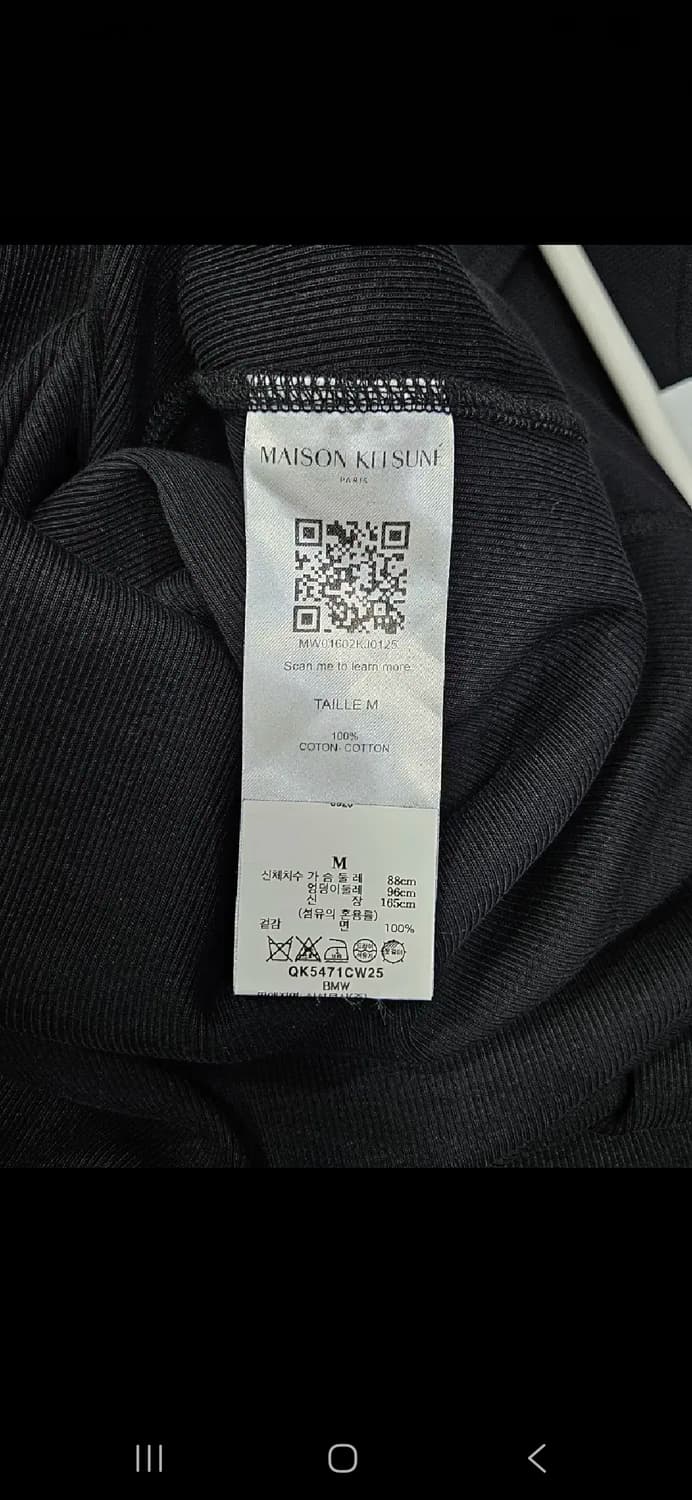 MAISON KITSUNÉ
PARIS
MW01602KJ0125
Scan me to learn more
TAILLE M
100%
COTON- COTTON
M
신체치수 가 슴 둘 레 88cm
엉덩이둘레 96cm
신 장 165cm
(섬유의 혼용률)
겉감 면 100%
QK5471CW25
BMW